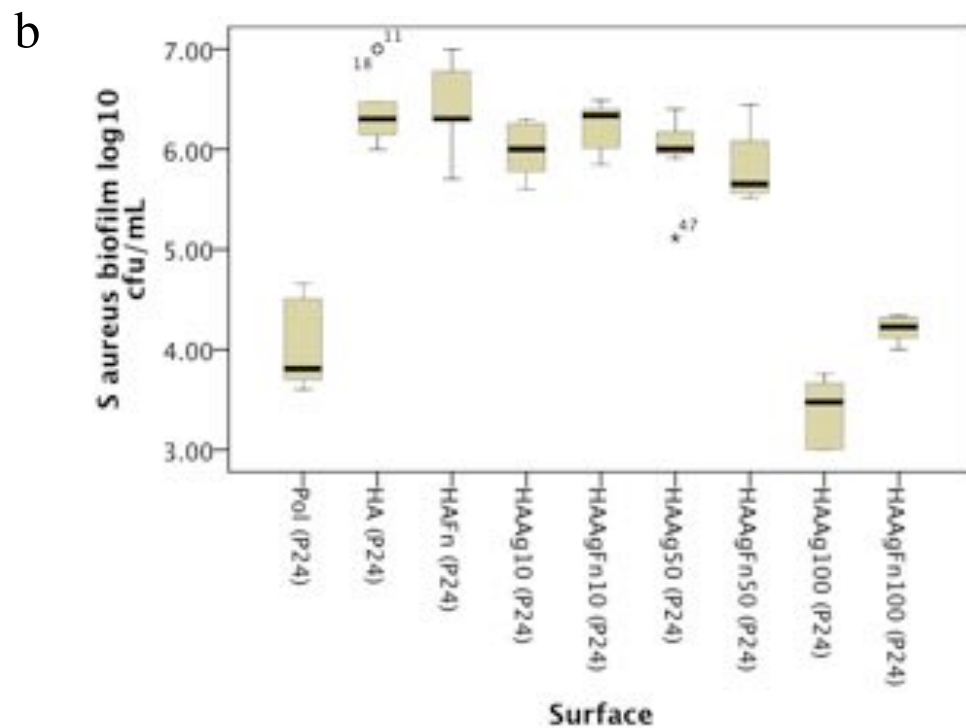 b
S aureus biofilm log10
cfu/mL
7.00
6.00
5.00
4.00
3.00
11
18
47
Pol (P24)
HA (P24)
HAFn (P24)
HAAg10 (P24)
HAAgFn10 (P24)
HAAg50 (P24)
HAAgFn50 (P24)
HAAg100 (P24)
HAAgFn100 (P24)
Surface